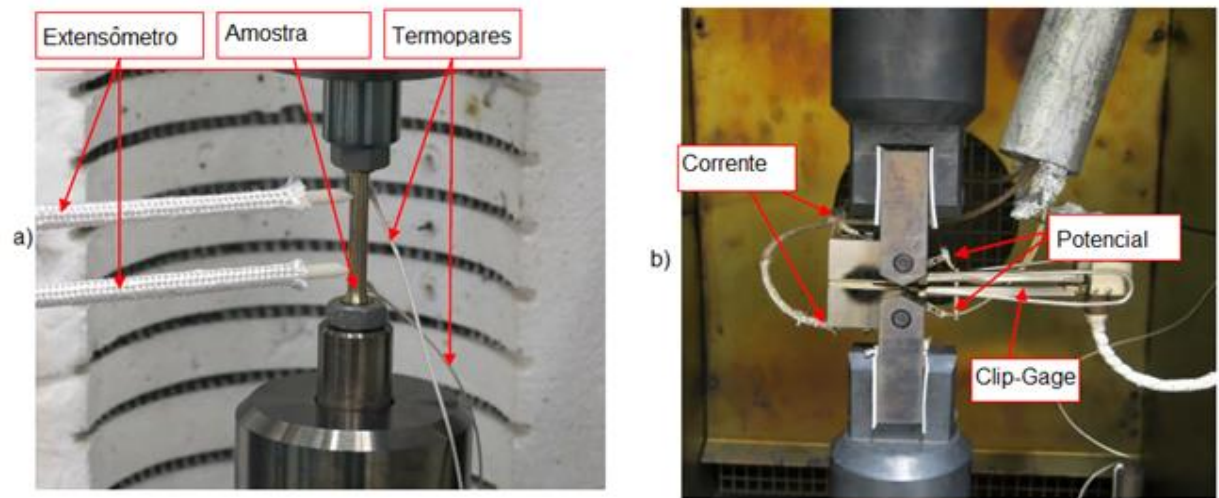 Extensômetro
Amostra
Termopares
a)
Corrente
Potencial
b)
Clip-Gage